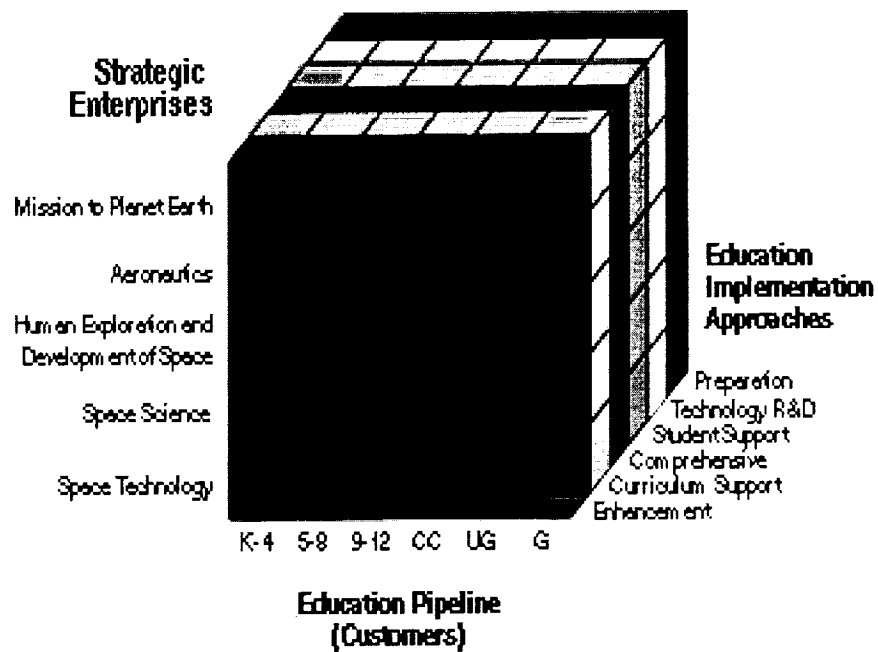 Strategic
Enterprises
Mission to Planet Earth
Aeronautics
Human Exploration and
Development of Space
Space Science
Space Technology
Education
Implementation
Approaches
Preparation
Technology R&D
Student Support
Comprehensive
Curriculum Support
Enhancement
K-4 5-8 9-12 CC UG G
Education Pipeline
(Customers)